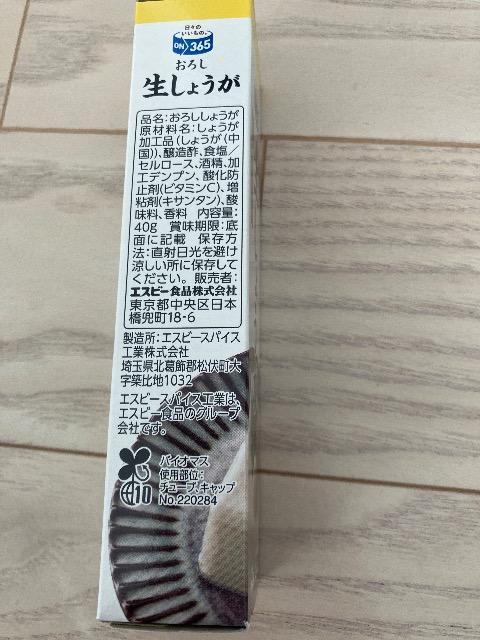 日々の
いいもの。
ON 365
おろし
生しょうが
品名:おろししょうが
原材料名:しょうが
加工品(しょうが(中
国))、醸造酢、食塩/
セルロース、酒精、加
工デンプン、酸化防
止剤(ビタミンC)、増
粘剤(キサンタン)、酸
味料、香料 内容量:
40g 賞味期限:底
面に記載 保存方
法:直射日光を避け
涼しい所に保存して
ください。販売者:
エスビー食品株式会社
東京都中央区日本
橋兜町18-6
製造所:エスビースパイス
工業株式会社
埼玉県北葛飾郡松伏町大
字築比地1032
エスビースパイス工業は、
エスビー食品のグループ
会社です。
バイオマス
使用部位:
チューブ、キャップ
No.220284
10